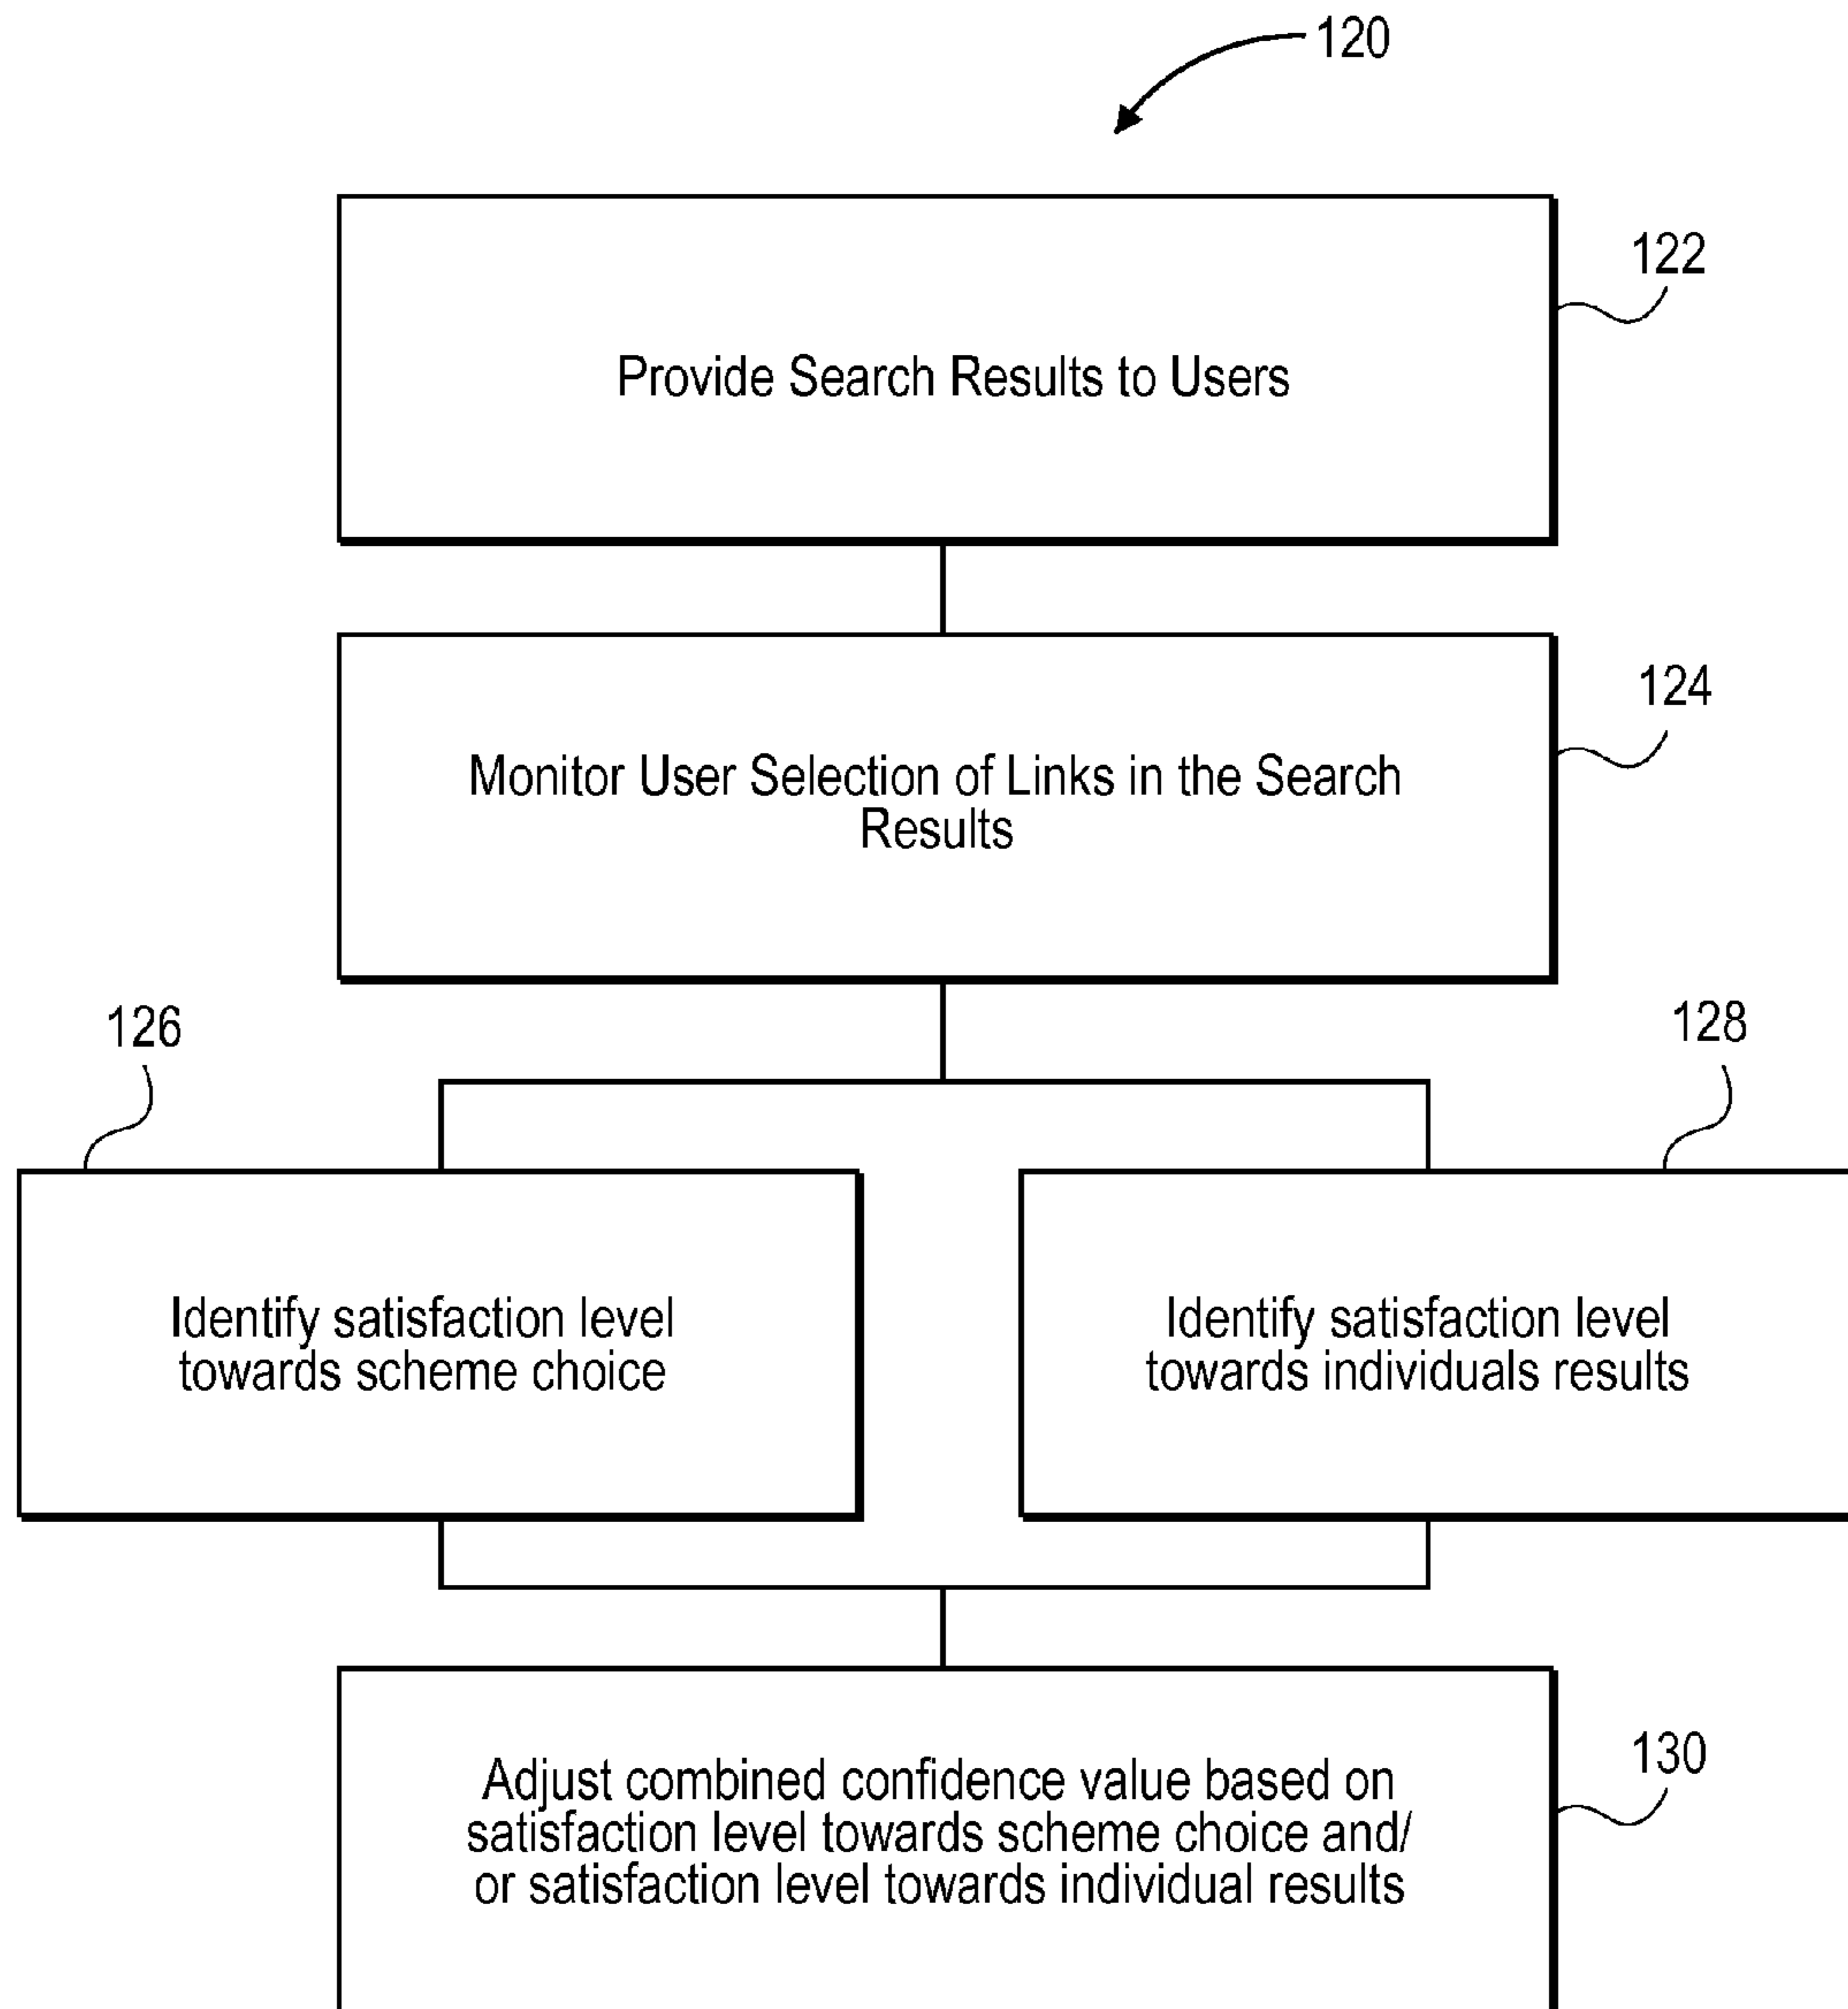 120
122
Provide Search Results to Users
124
Monitor User Selection of Links in the Search
Results
126
128
Identify satisfaction level
towards scheme choice
Identify satisfaction level
towards individuals results
130
Adjust combined confidence value based on
satisfaction level towards scheme choice and/
or satisfaction level towards individual results